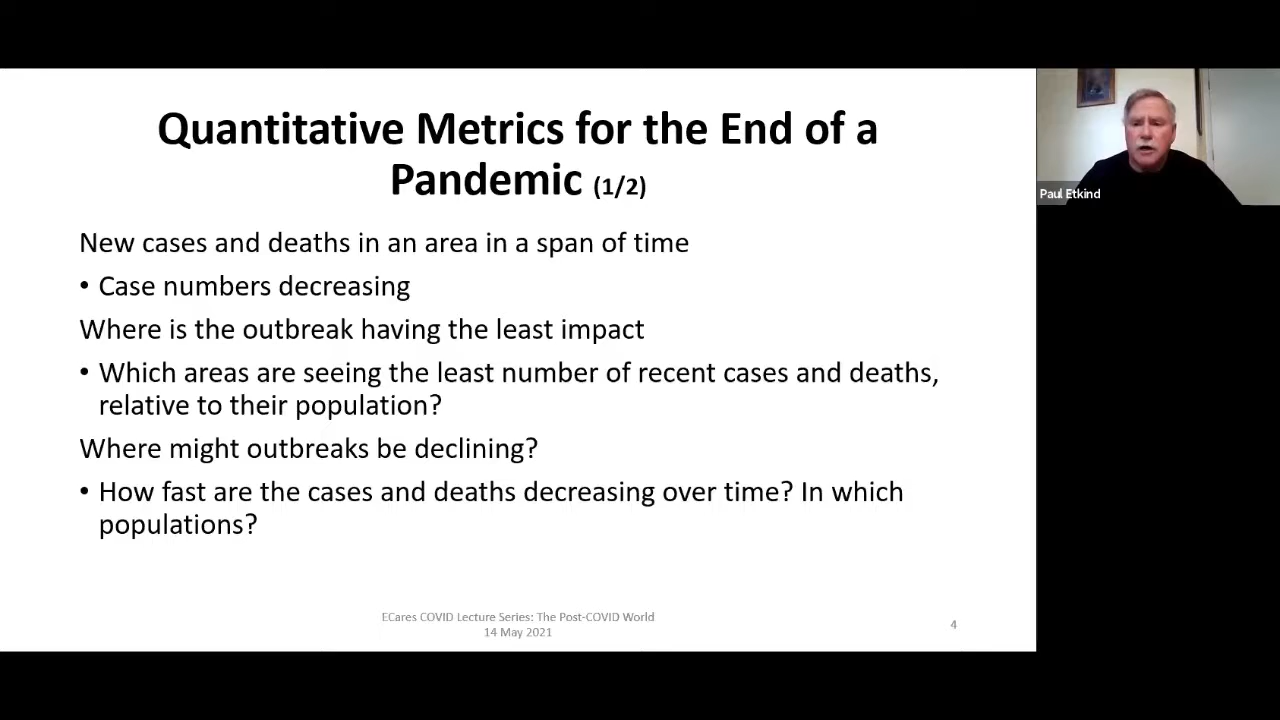 Quantitative Metrics for the End of a
Pandemic (1/2)
New cases and deaths in an area in a span of time
• Case numbers decreasing
Where is the outbreak having the least impact
• Which areas are seeing the least number of recent cases and deaths,
relative to their population?
Where might outbreaks be declining?
• How fast are the cases and deaths decreasing over time? In which
populations?
ECares COVID Lecture Series: The Post-COVID World
14 May 2021
4
Paul Etkind